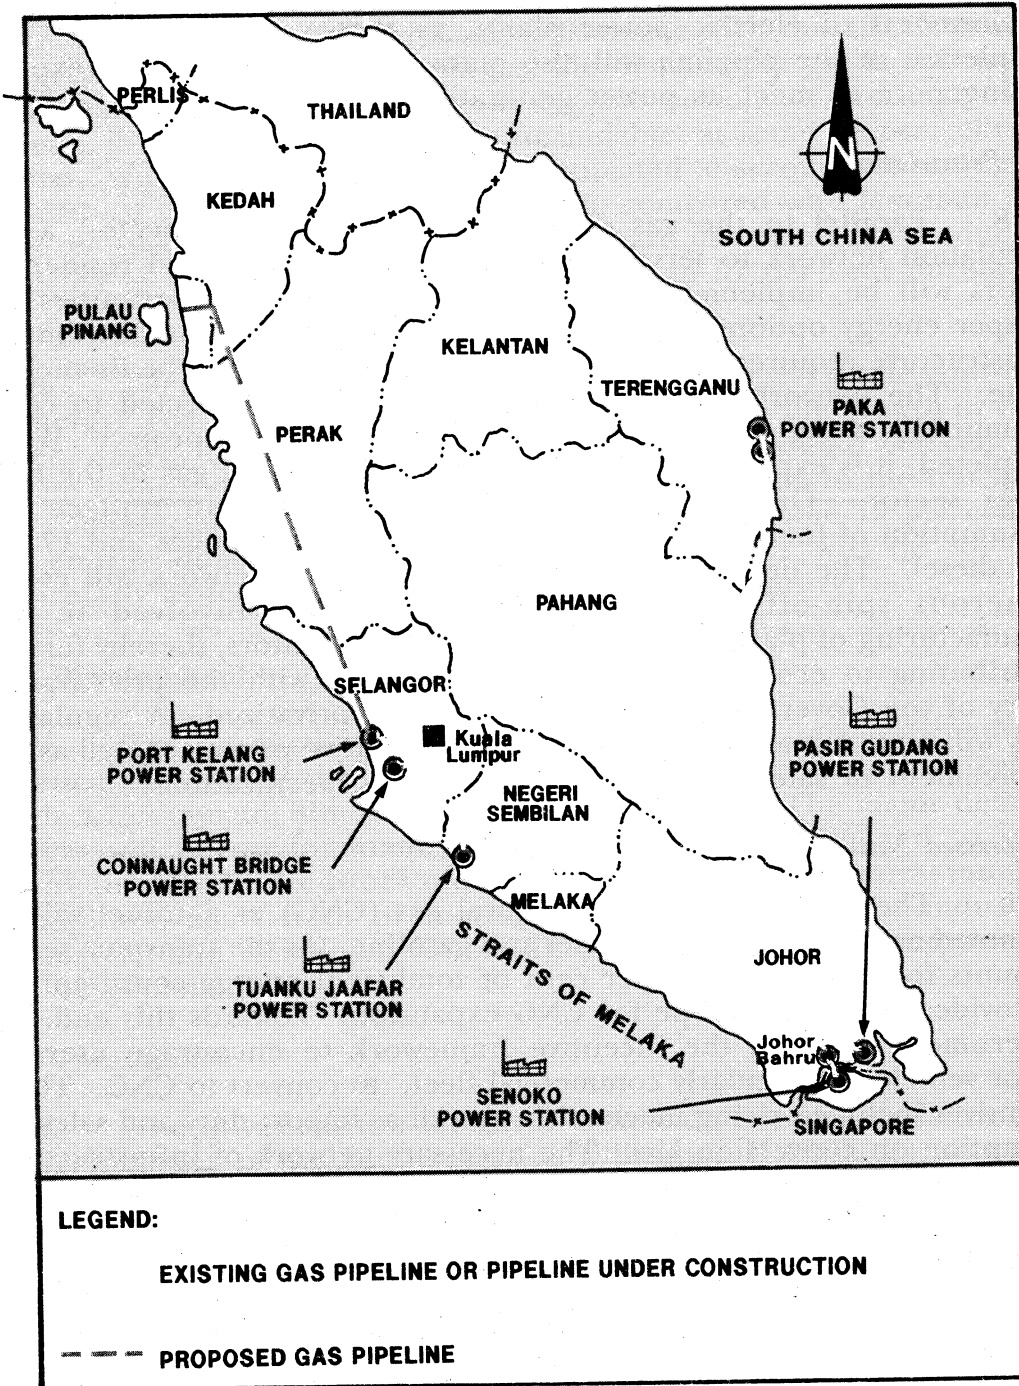 PERLIS
THAILAND
KEDAH
N
SOUTH CHINA SEA
PULAU
PINANG
KELANTAN
TERENGGANU
PAKA
POWER STATION
PERAK
PAHANG
SELANGOR
Kuala
Lumpur
PORT KELANG
POWER STATION
PASIR GUDANG
POWER STATION
NEGERI
SEMBILAN
CONNAUGHT BRIDGE
POWER STATION
MELAKA
STRAITS OF MELAKA
JOHOR
TUANKU JAAFAR
POWER STATION
Johor
Bahru
SENOKO
POWER STATION
SINGAPORE
LEGEND:
EXISTING GAS PIPELINE OR PIPELINE UNDER CONSTRUCTION
PROPOSED GAS PIPELINE